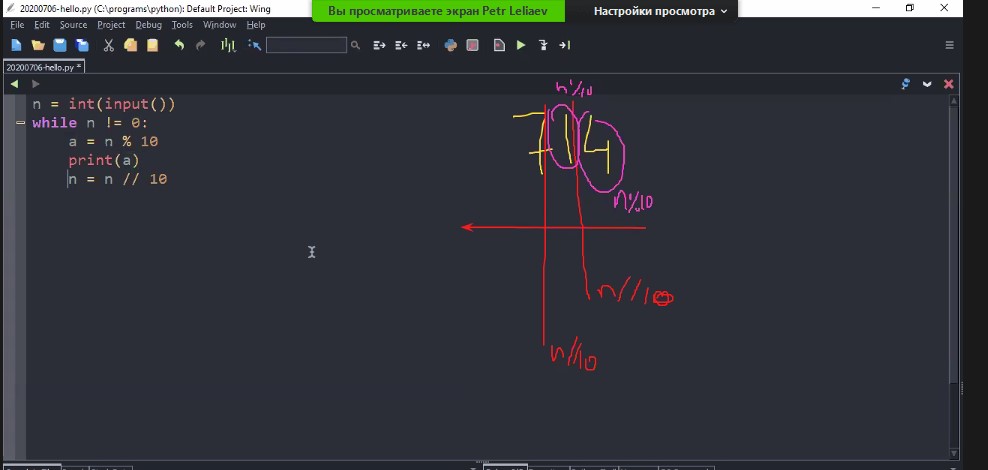 20200706-hello.py (C:\programs\python): Default Project: Wing
Вы просматриваете экран Petr Leliaev
Настройки просмотра
File Edit Source Project Debug Tools Window Help
20200706-hello.py *
n = int(input())
while n != 0:
a = n % 10
print(a)
n = n // 10
n%10
714
n%10
n//10
n//10